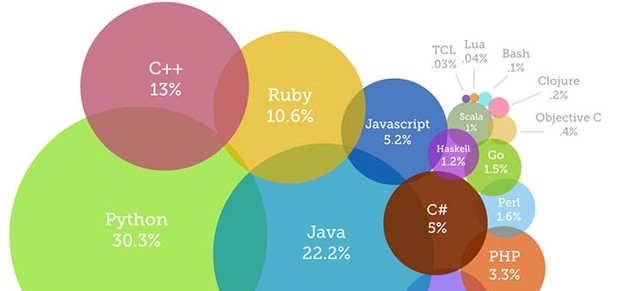 C++
13%
Ruby
10.6%
Javascript
5.2%
TCL
.03%
Lua
.04%
Bash
.1%
Clojure
.2%
Objective C
.4%
Scala
1%
Haskell
1.2%
Go
1.5%
Perl
1.6%
Python
30.3%
Java
22.2%
C#
5%
PHP
3.3%